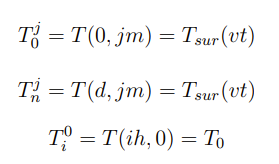 T_0^j = T(0, jm) = T_{sur}(vt)
T_n^j = T(d, jm) = T_{sur}(vt)
T_i^0 = T(ih, 0) = T_0